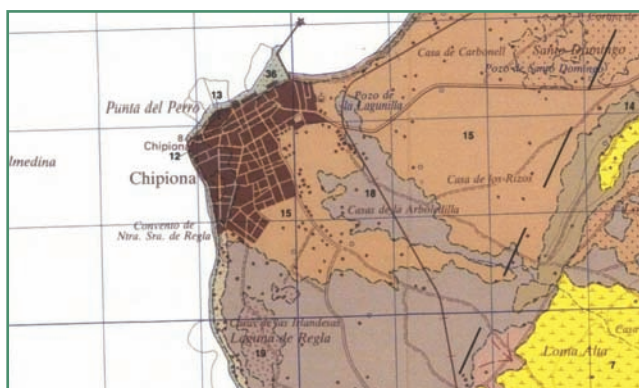 Casa de Carbonell
Santo Domingo
Pozo de Santo Domingo
36
13
Punta del Perro
Pozo de
la Lagunilla
14
8
Chipiona
12
15
lmedina
Chipiona
18
Casa de los Rizos
Casas de la Arboledilla
Convento de
Ntra. Sra. de Regla
15
Laguna de Regla
Loma Alta
7